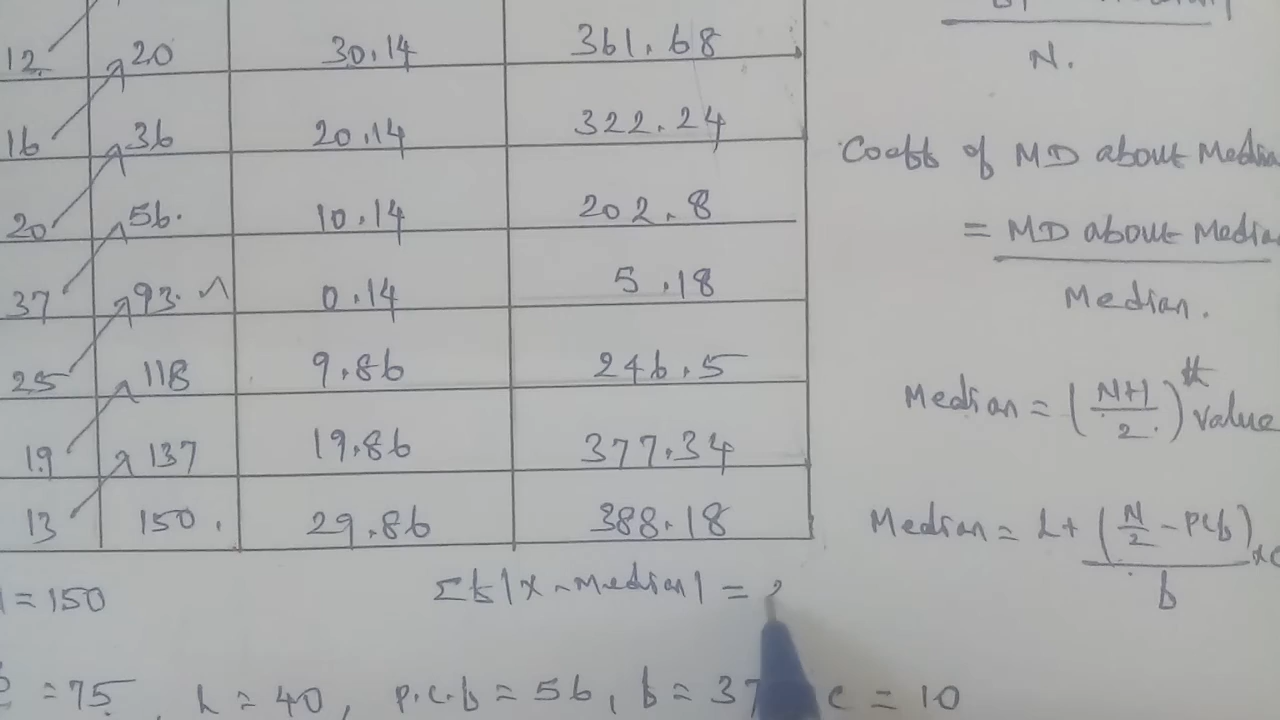 12 20 30.14 361.68
N.
16 36 20.14 322.24
Coeff of MD about Median
20 56. 10.14 202.8
= MD about Median
37 93. 0.14 5.18
Median.
25 118 9.86 246.5
Median = (N+1/2)th value
19 137 19.86 377.34
13 150. 29.86 388.18
Median = L + (N/2 - Pcf)/f × c
= 150 Σf|x - Median| =
= 75, L = 40, P.c.f = 56, f = 37 c = 10